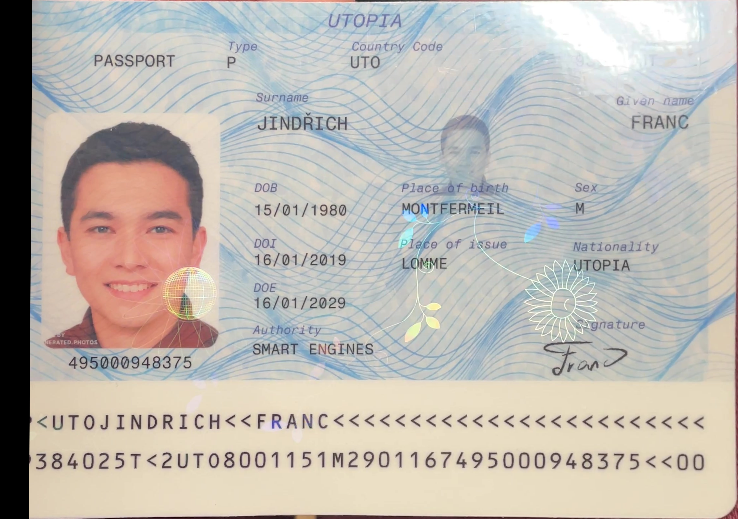 UTOPIA
PASSPORT Type Country Code
P UTO
Surname Given name
JINDŘICH FRANC
DOB Place of birth Sex
15/01/1980 MONTFERMEIL M
DOI Place of issue Nationality
16/01/2019 LOMME UTOPIA
DOE
16/01/2029
Authority Signature
SMART ENGINES Franc
PHOTOS
495000948375
<UTOJINDRICH<<FRANC<<<<<<<<<<<<<<<<<<<<<<<<
384025T<2UTO8001151M2901167495000948375<<00